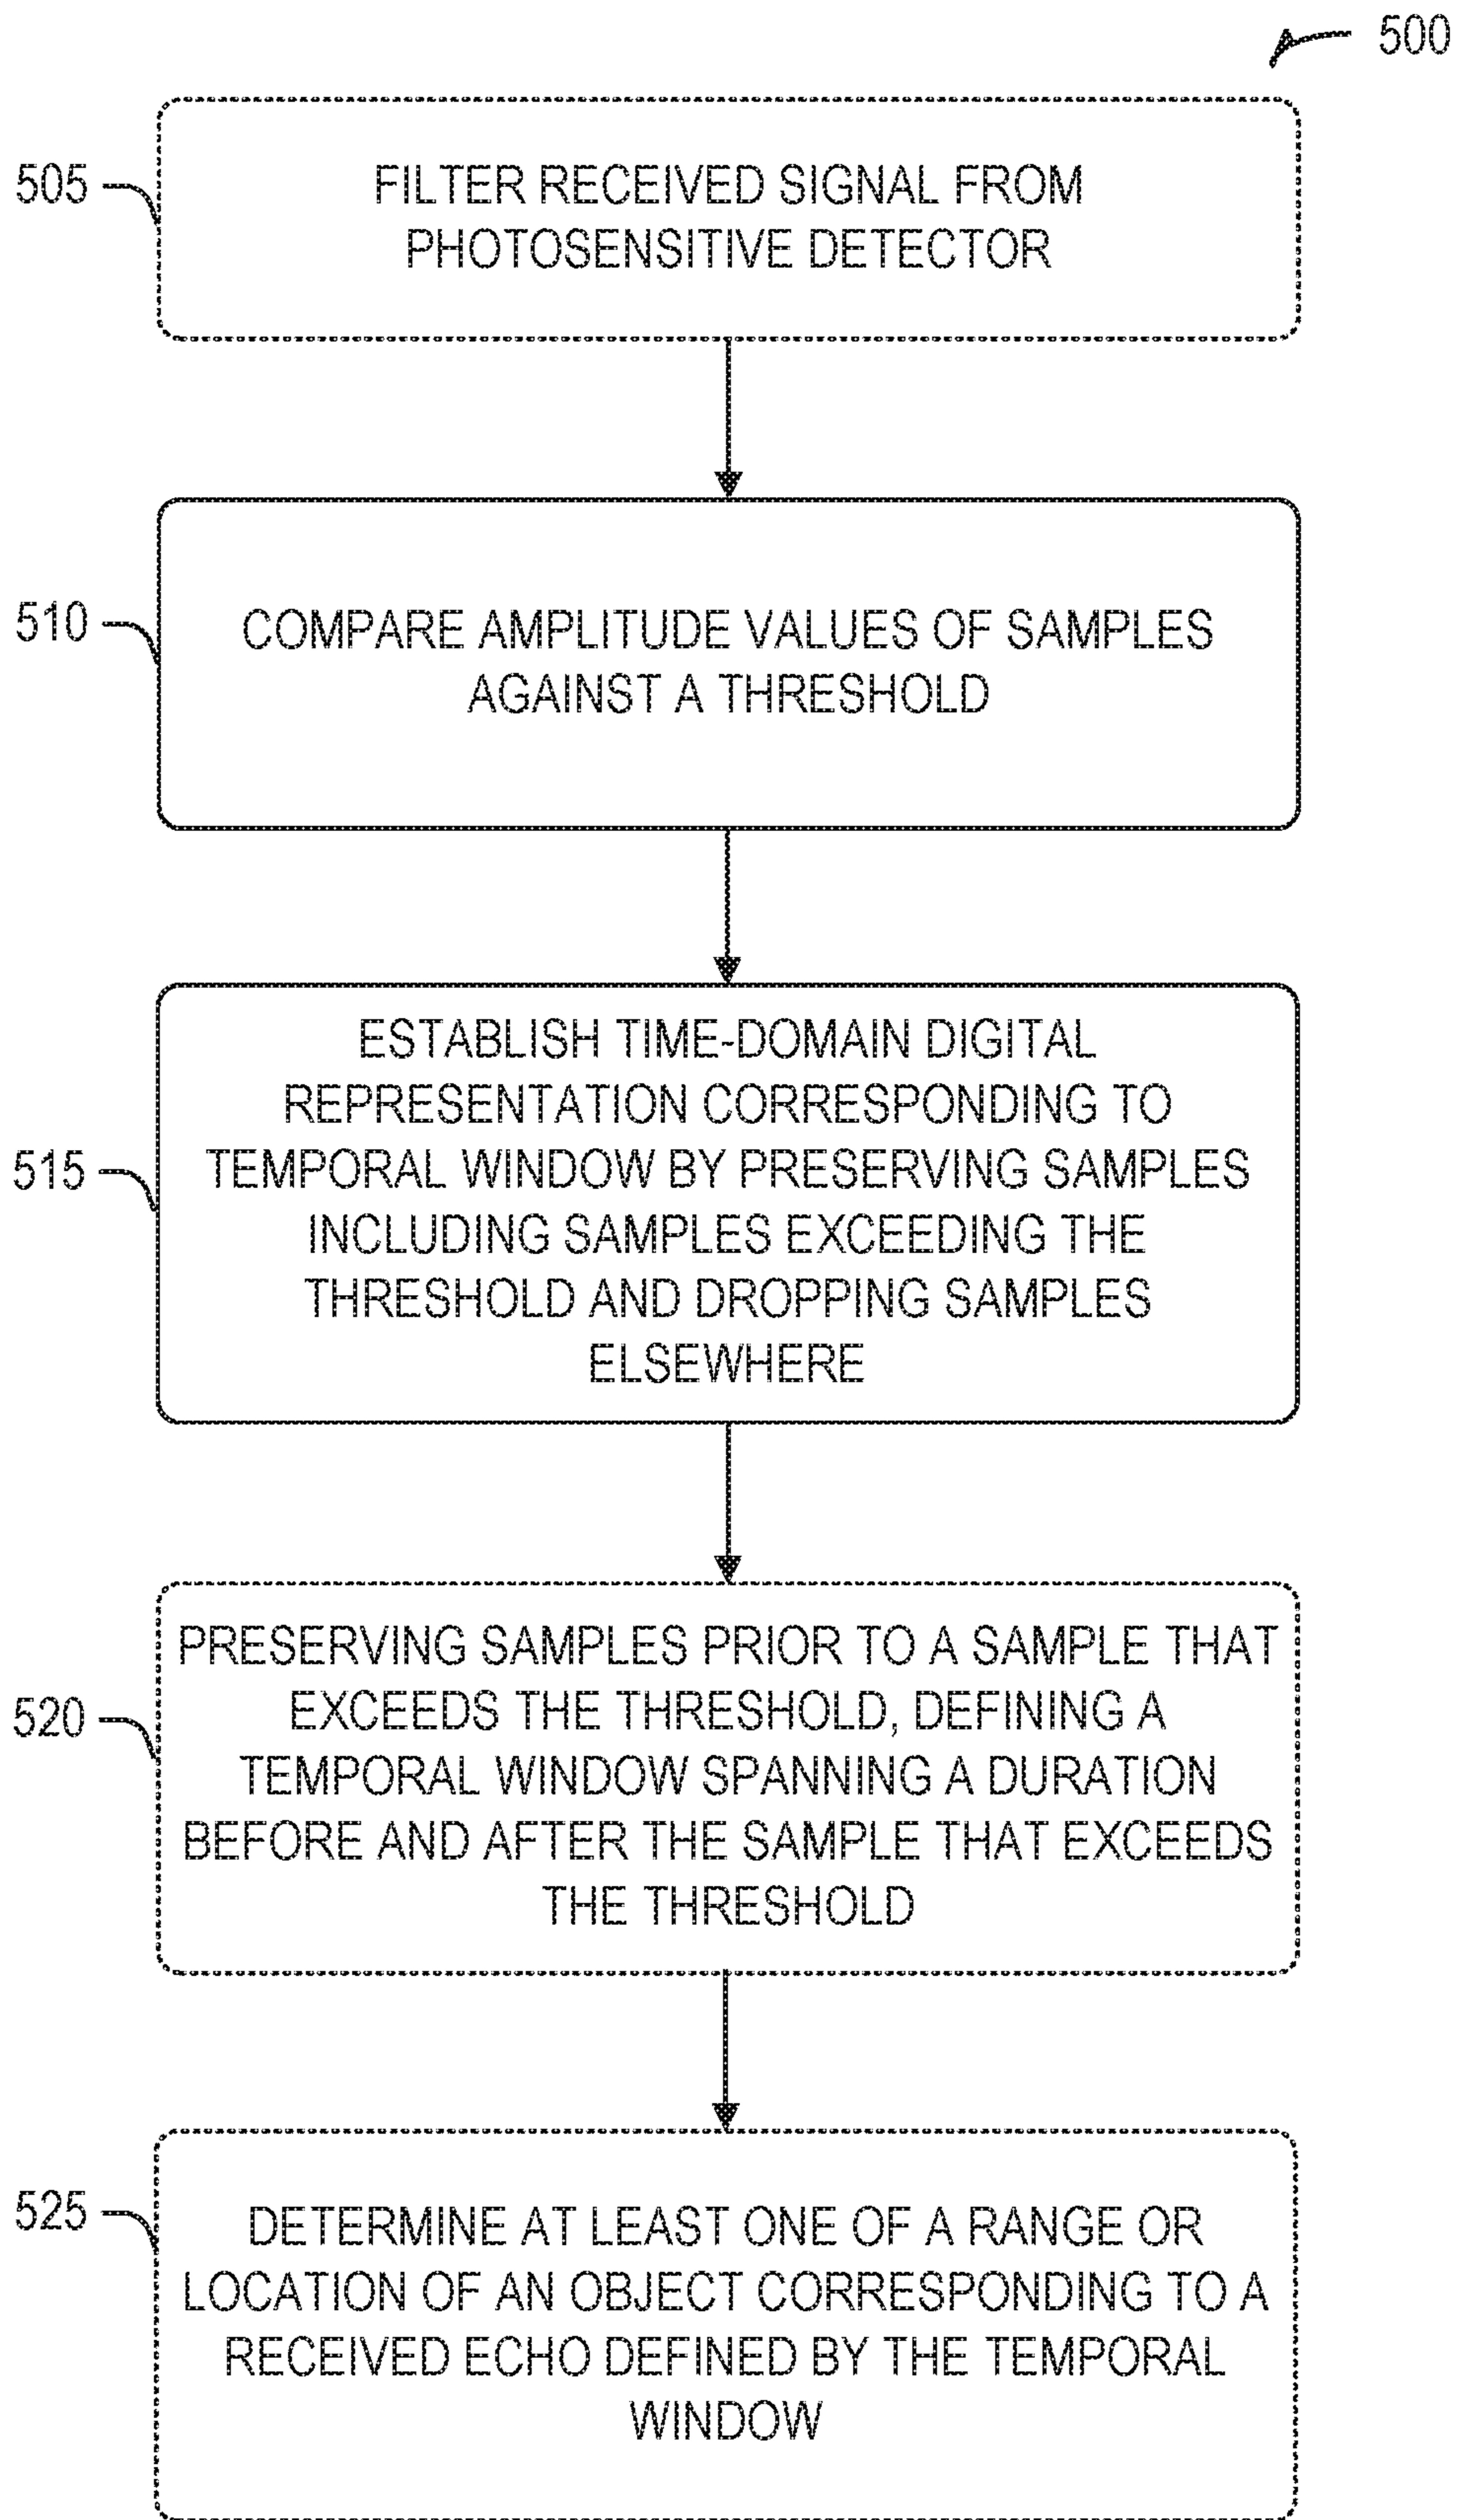 500
505
FILTER RECEIVED SIGNAL FROM
PHOTOSENSITIVE DETECTOR
510
COMPARE AMPLITUDE VALUES OF SAMPLES
AGAINST A THRESHOLD
515
ESTABLISH TIME-DOMAIN DIGITAL
REPRESENTATION CORRESPONDING TO
TEMPORAL WINDOW BY PRESERVING SAMPLES
INCLUDING SAMPLES EXCEEDING THE
THRESHOLD AND DROPPING SAMPLES
ELSEWHERE
520
PRESERVING SAMPLES PRIOR TO A SAMPLE THAT
EXCEEDS THE THRESHOLD, DEFINING A
TEMPORAL WINDOW SPANNING A DURATION
BEFORE AND AFTER THE SAMPLE THAT EXCEEDS
THE THRESHOLD
525
DETERMINE AT LEAST ONE OF A RANGE OR
LOCATION OF AN OBJECT CORRESPONDING TO A
RECEIVED ECHO DEFINED BY THE TEMPORAL
WINDOW